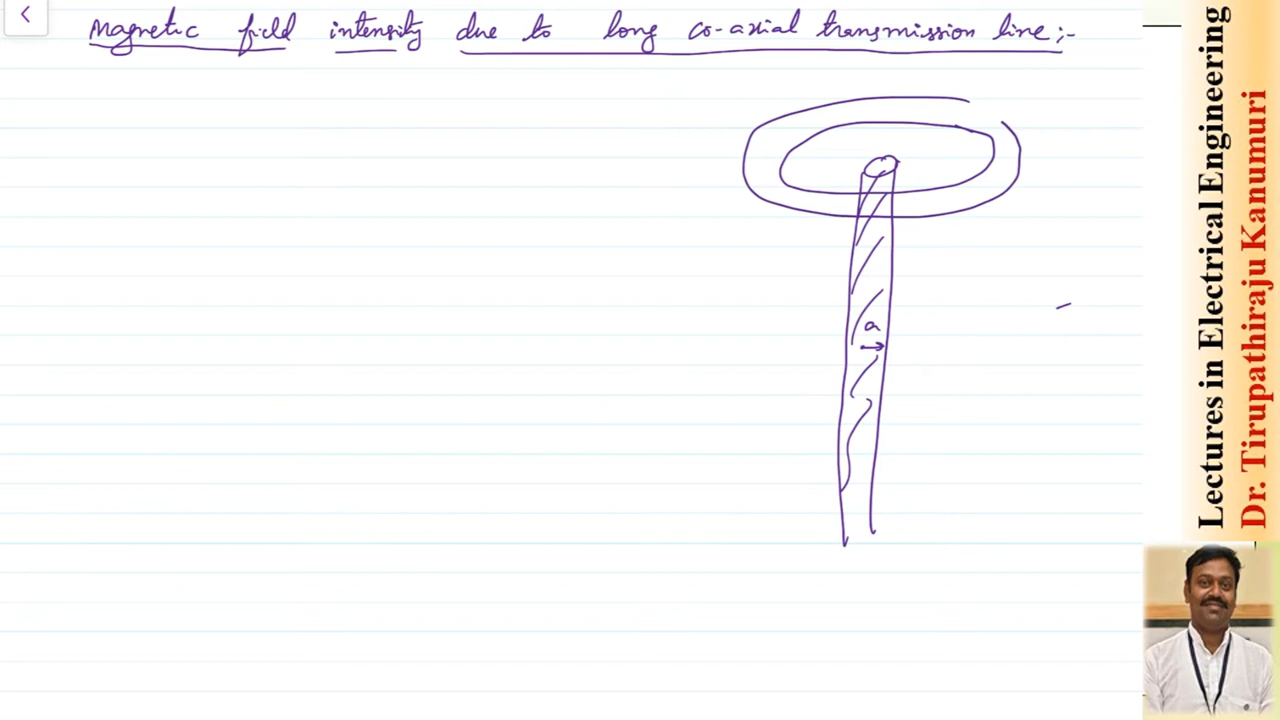 Magnetic field intensity due to long co-axial transmission line :-
a
Lectures in Electrical Engineering
Dr. Tirupathiraju Kanumuri